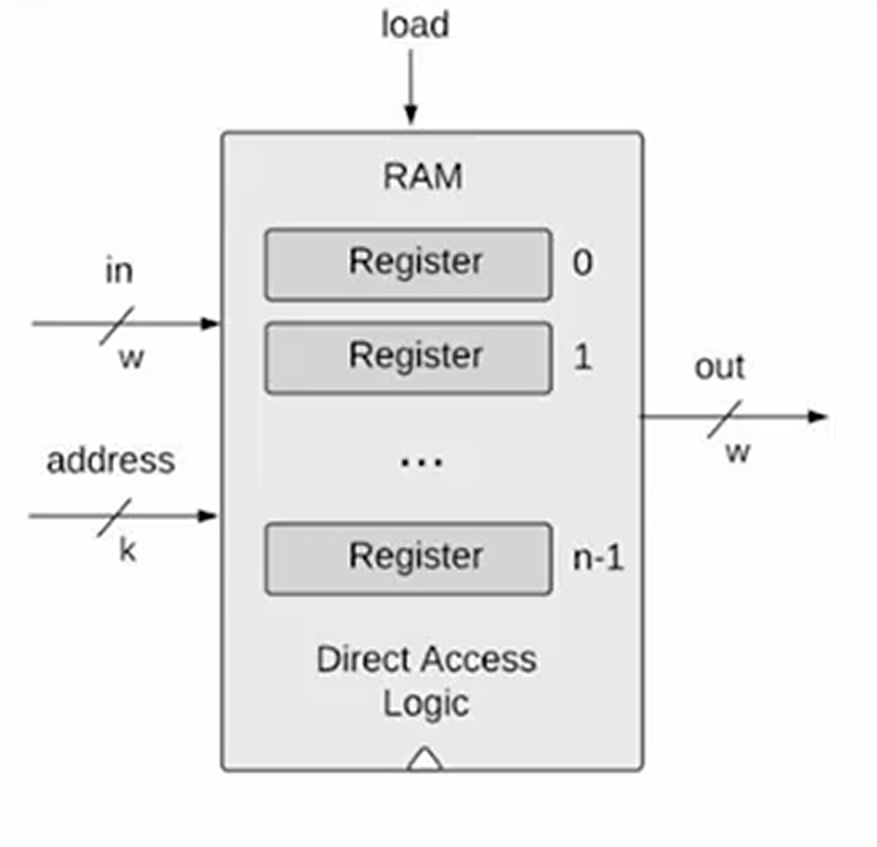 load
RAM
in
w
Register 0
Register 1
out
w
address
k
...
Register n-1
Direct Access
Logic